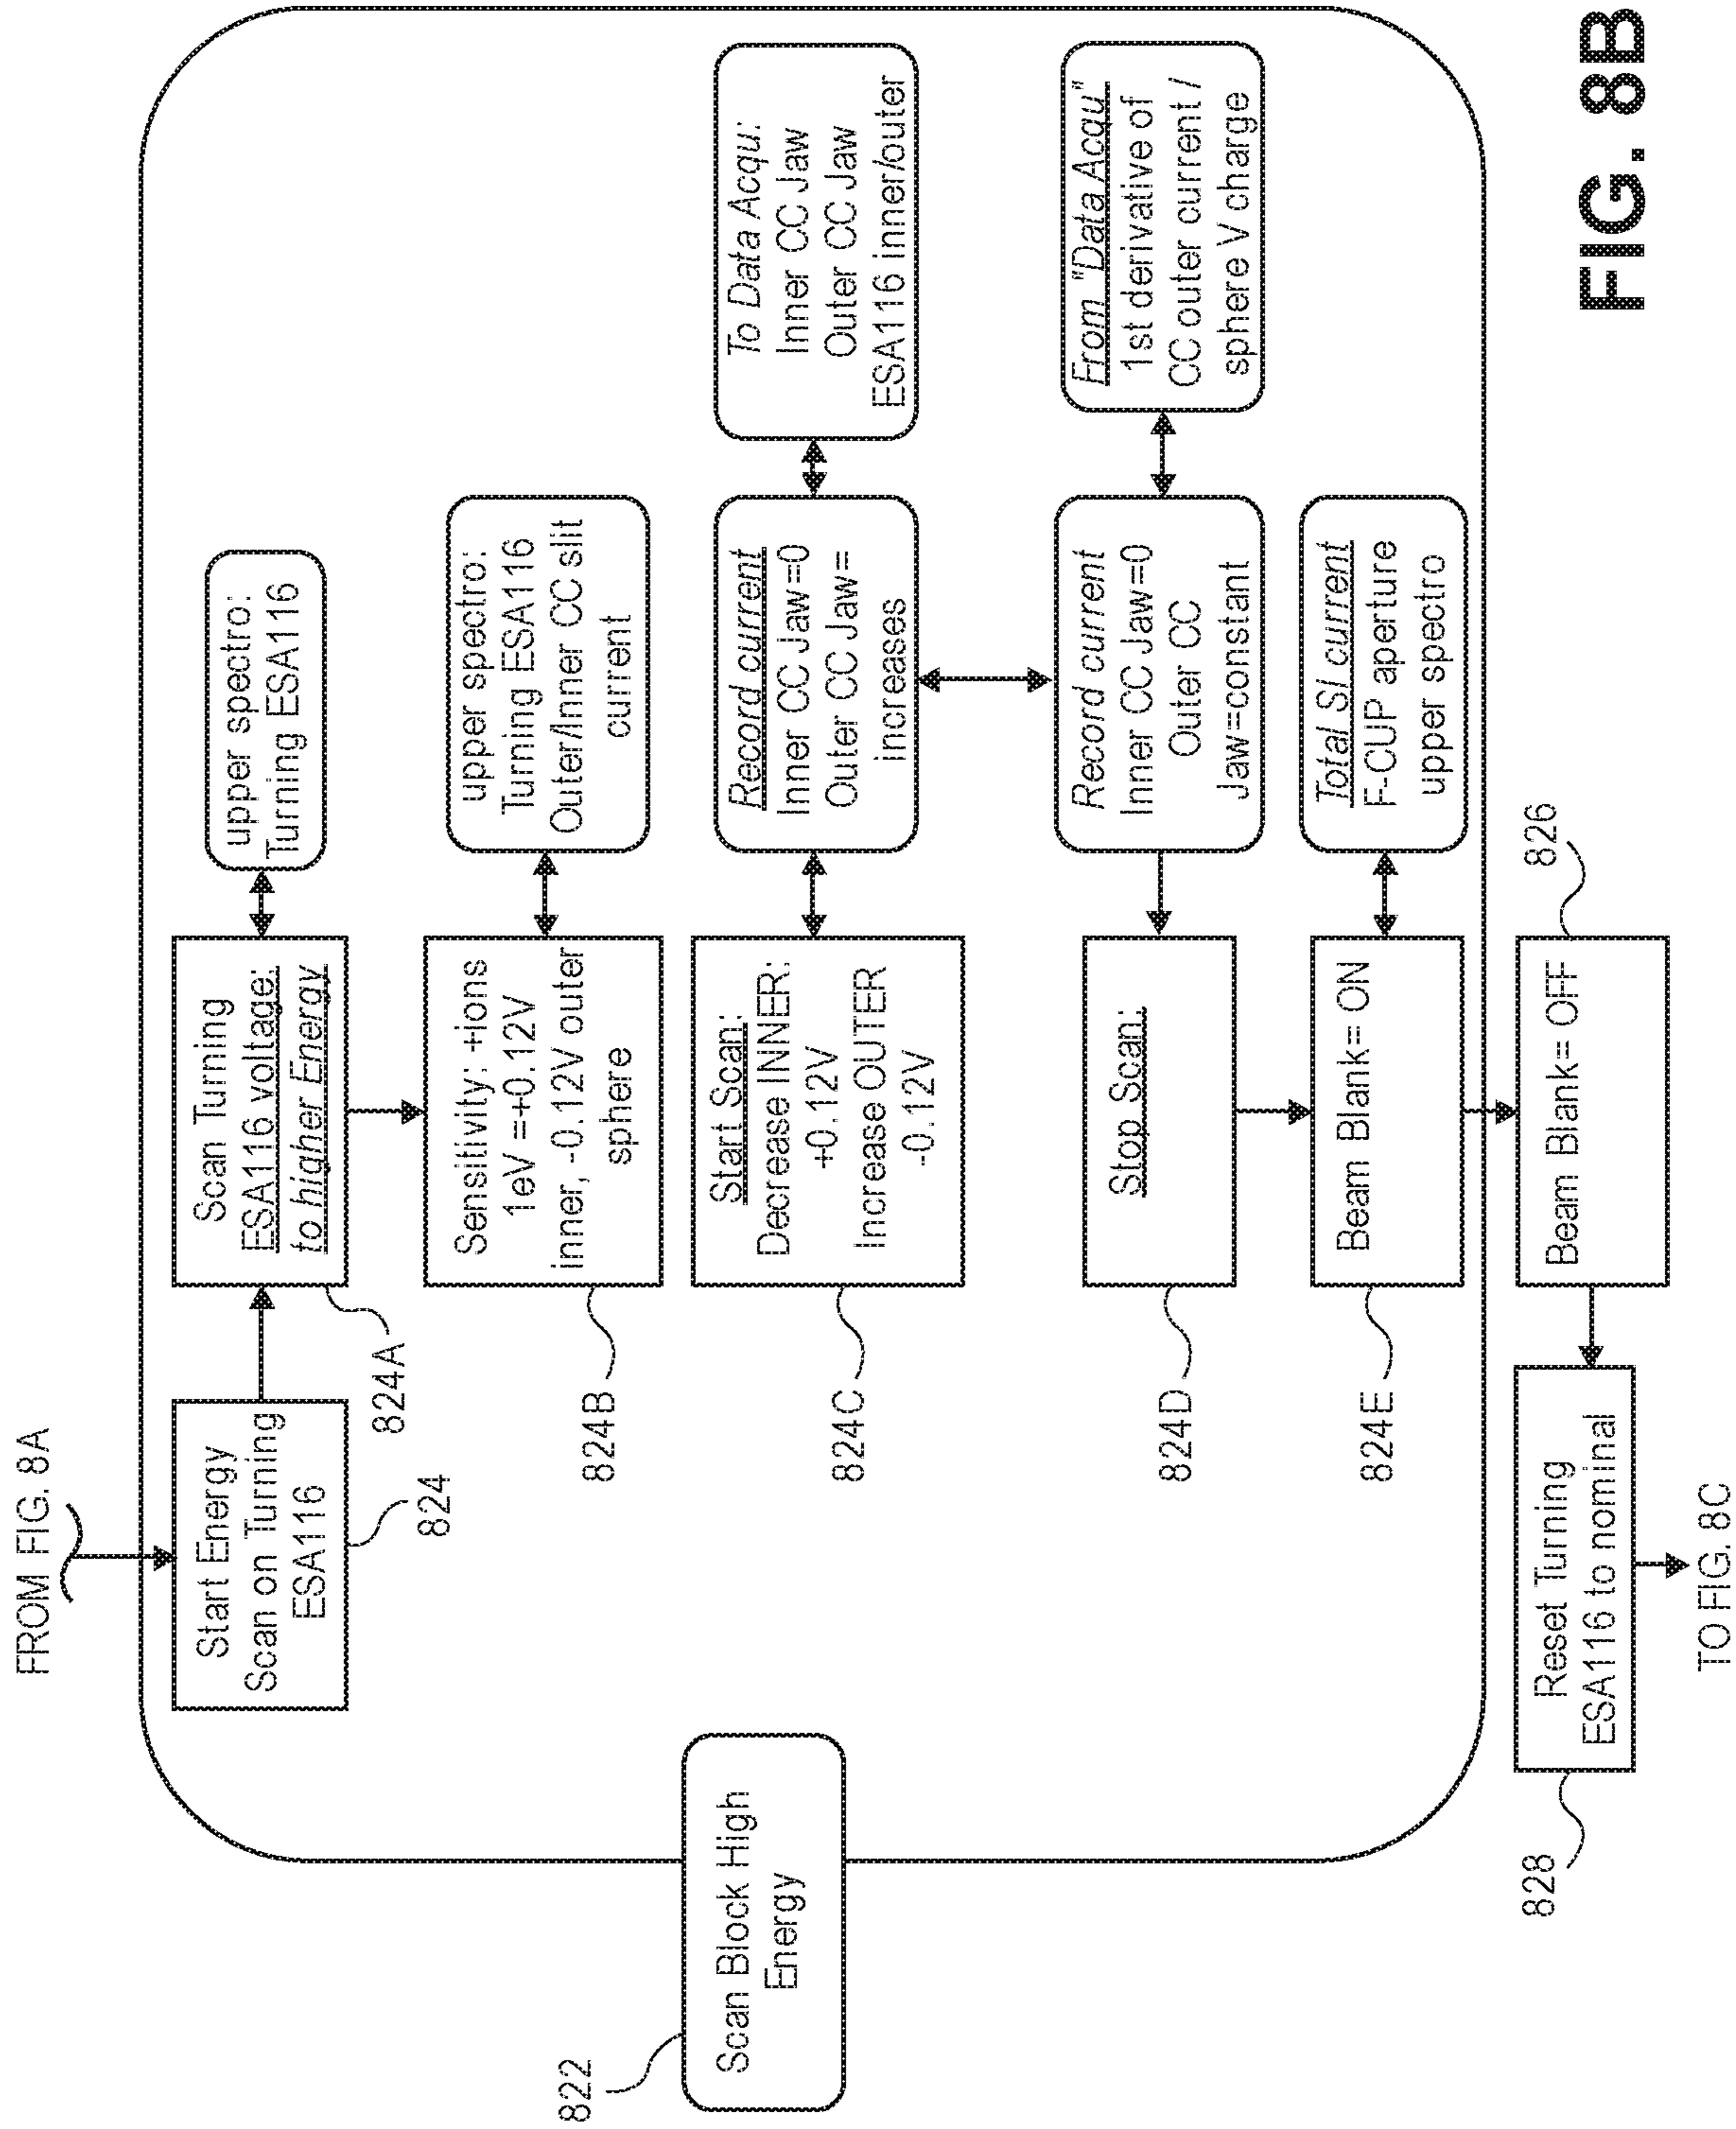 FROM FIG. 8A
Start Energy
Scan on Turning
ESA116
824
Scan Turning
ESA116 voltage:
to higher Energy
824A
upper spectro:
Turning ESA116
Sensitivity: +ions
1eV =+0.12V
inner, -0.12V outer
sphere
824B
upper spectro:
Turning ESA116
Outer/Inner CC slit
current
Scan Block High
Energy
822
Start Scan:
Decrease INNER:
+0.12V
Increase OUTER
-0.12V
824C
Record current
Inner CC Jaw=0
Outer CC Jaw=
increases
To Data Acqu:
Inner CC Jaw
Outer CC Jaw
ESA116 inner/outer
Stop Scan:
824D
Record current
Inner CC Jaw=0
Outer CC
Jaw=constant
From "Data Acqu"
1st derivative of
CC outer current /
sphere V charge
Beam Blank= ON
824E
Total SI current
F-CUP aperture
upper spectro
Beam Blank= OFF
826
Reset Turning
ESA116 to nominal
828
TO FIG. 8C
FIG. 8B